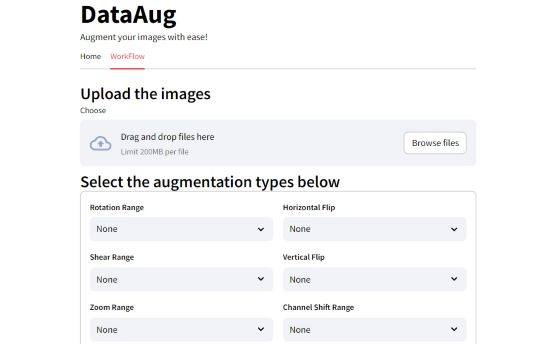 DataAug
Augment your images with ease!
Home WorkFlow
Upload the images
Choose
Drag and drop files here
Limit 200MB per file
Browse files
Select the augmentation types below
Rotation Range Horizontal Flip
None None
Shear Range Vertical Flip
None None
Zoom Range Channel Shift Range
None None